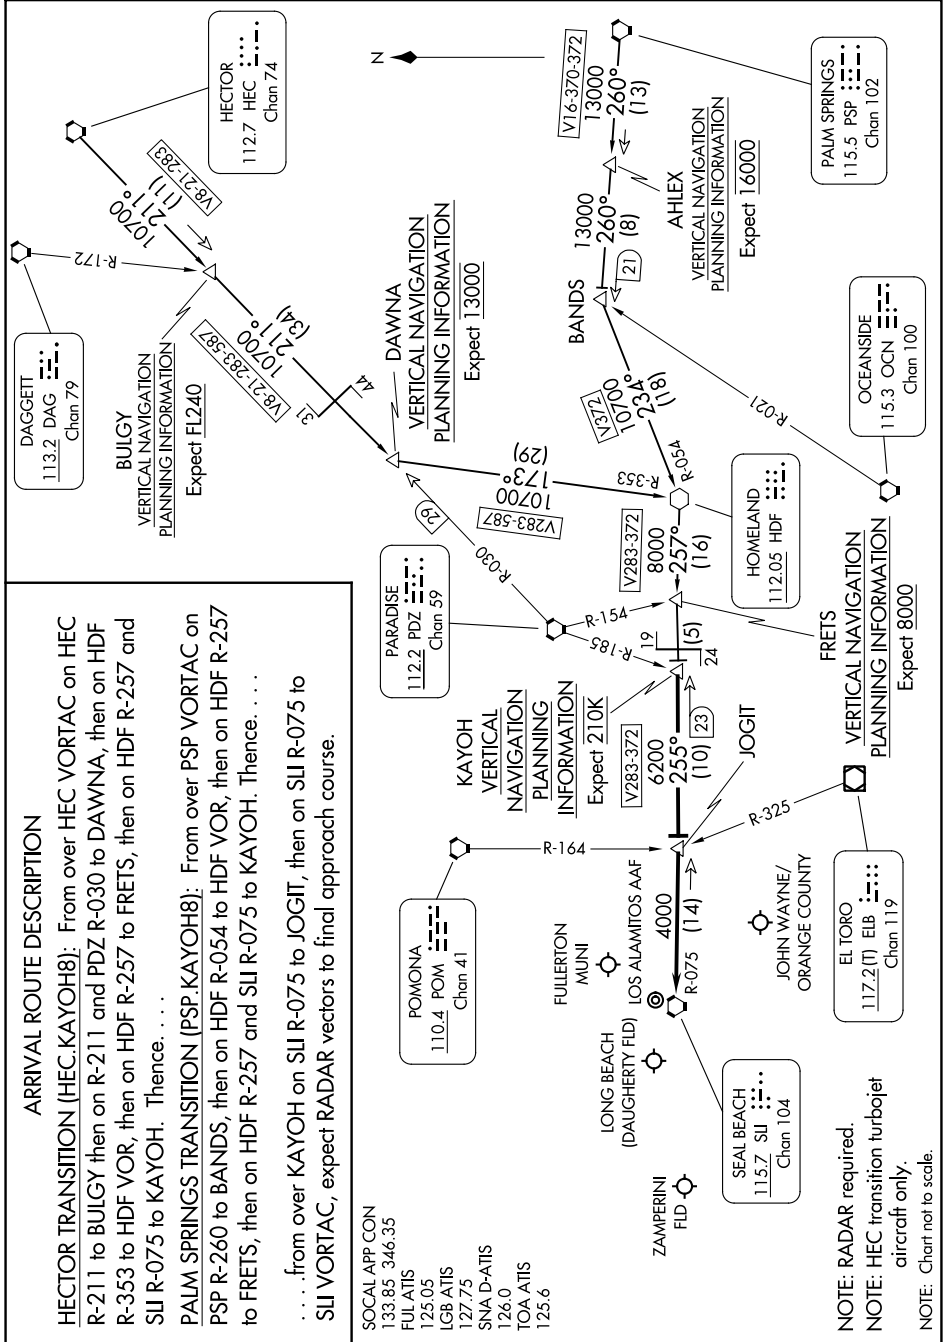 ARRIVAL ROUTE DESCRIPTION
HECTOR TRANSITION (HEC.KAYOH8): From over HEC VORTAC on HEC
R-211 to BULGY then on R-211 and PDZ R-030 to DAWNA, then on HDF
R-353 to HDF VOR, then on HDF R-257 to FRETS, then on HDF R-257 and
SLI R-075 to KAYOH. Thence. . . .
PALM SPRINGS TRANSITION (PSP.KAYOH8): From over PSP VORTAC on
PSP R-260 to BANDS, then on HDF R-054 to HDF VOR, then on HDF R-257
to FRETS, then on HDF R-257 and SLI R-075 to KAYOH. Thence. . . .
. . . .from over KAYOH on SLI R-075 to JOGIT, then on SLI R-075 to
SLI VORTAC, expect RADAR vectors to final approach course.
SOCAL APP CON
133.85 346.35
FUL ATIS
125.05
LGB ATIS
127.75
SNA D-ATIS
126.0
TOA ATIS
125.6
DAGGETT
113.2 DAG
Chan 79
HECTOR
112.7 HEC
Chan 74
R-172
V8-21-283
(11)
211°
10700
BULGY
VERTICAL NAVIGATION
PLANNING INFORMATION
Expect FL240
(34)
211°
10700
V8-21-283-587
31
44
N
DAWNA
VERTICAL NAVIGATION
PLANNING INFORMATION
Expect 13000
(29)
173°
10700
V283-587
R-353
29
R-030
PARADISE
112.2 PDZ
Chan 59
R-154
R-185
V16-370-372
13000
260°
(13)
PALM SPRINGS
115.5 PSP
Chan 102
AHLEX
VERTICAL NAVIGATION
PLANNING INFORMATION
Expect 16000
13000
260°
(8)
21
BANDS
V372
10700
234°
(18)
R-054
R-021
OCEANSIDE
115.3 OCN
Chan 100
HOMELAND
112.05 HDF
V283-372
8000
257°
(16)
FRETS
VERTICAL NAVIGATION
PLANNING INFORMATION
Expect 8000
19
24
(5)
KAYOH
VERTICAL
NAVIGATION
PLANNING
INFORMATION
Expect 210K
V283-372
6200
255°
(10)
23
JOGIT
POMONA
110.4 POM
Chan 41
R-164
R-325
EL TORO
117.2(T) ELB
Chan 119
4000
(14)
R-075
FULLERTON
MUNI
LOS ALAMITOS AAF
JOHN WAYNE/
ORANGE COUNTY
LONG BEACH
(DAUGHERTY FLD)
SEAL BEACH
115.7 SLI
Chan 104
ZAMPERINI
FLD
NOTE: RADAR required.
NOTE: HEC transition turbojet
aircraft only.
NOTE: Chart not to scale.